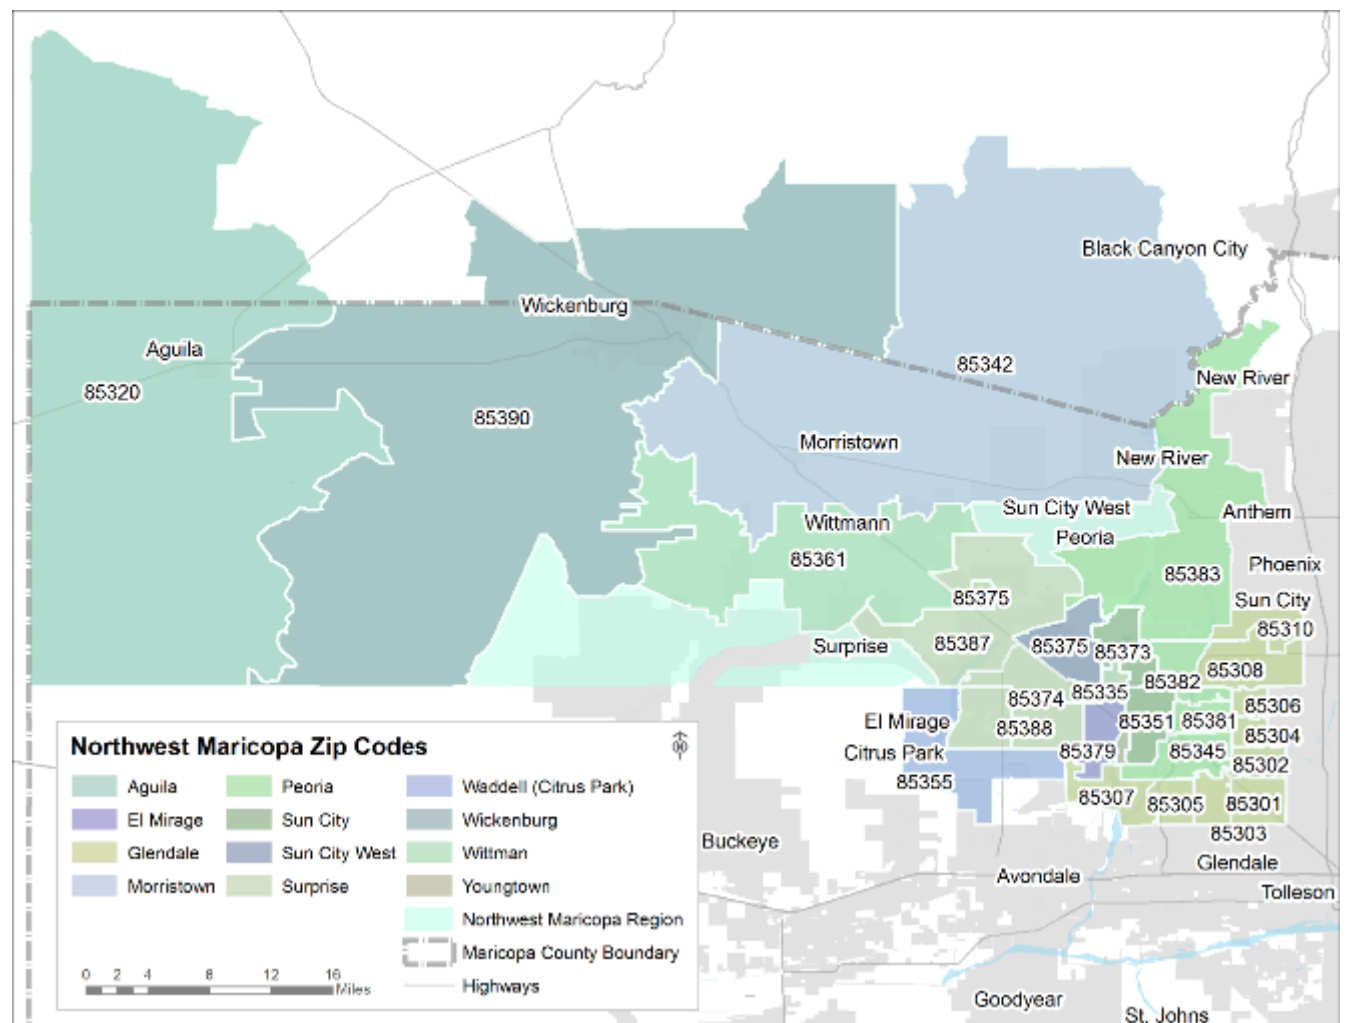 Black Canyon City
Wickenburg
Aguila
85342
85320
New River
85390
Morristown
New River
Sun City West
Anthem
Wittmann
Peoria
85361
Phoenix
85383
85375
Sun City
85310
Surprise
85387
85375
85373
85308
85382
85335
85374
85306
El Mirage
85388
85351
85381
85304
Citrus Park
85379
85345
85302
85355
85307
85305
85301
85303
Buckeye
Glendale
Avondale
Tolleson
Goodyear
St. Johns
Northwest Maricopa Zip Codes
Aguila
Peoria
Waddell (Citrus Park)
El Mirage
Sun City
Wickenburg
Glendale
Sun City West
Wittman
Morristown
Surprise
Youngtown
Northwest Maricopa Region
Maricopa County Boundary
Highways
0 2 4 8 12 16
Miles